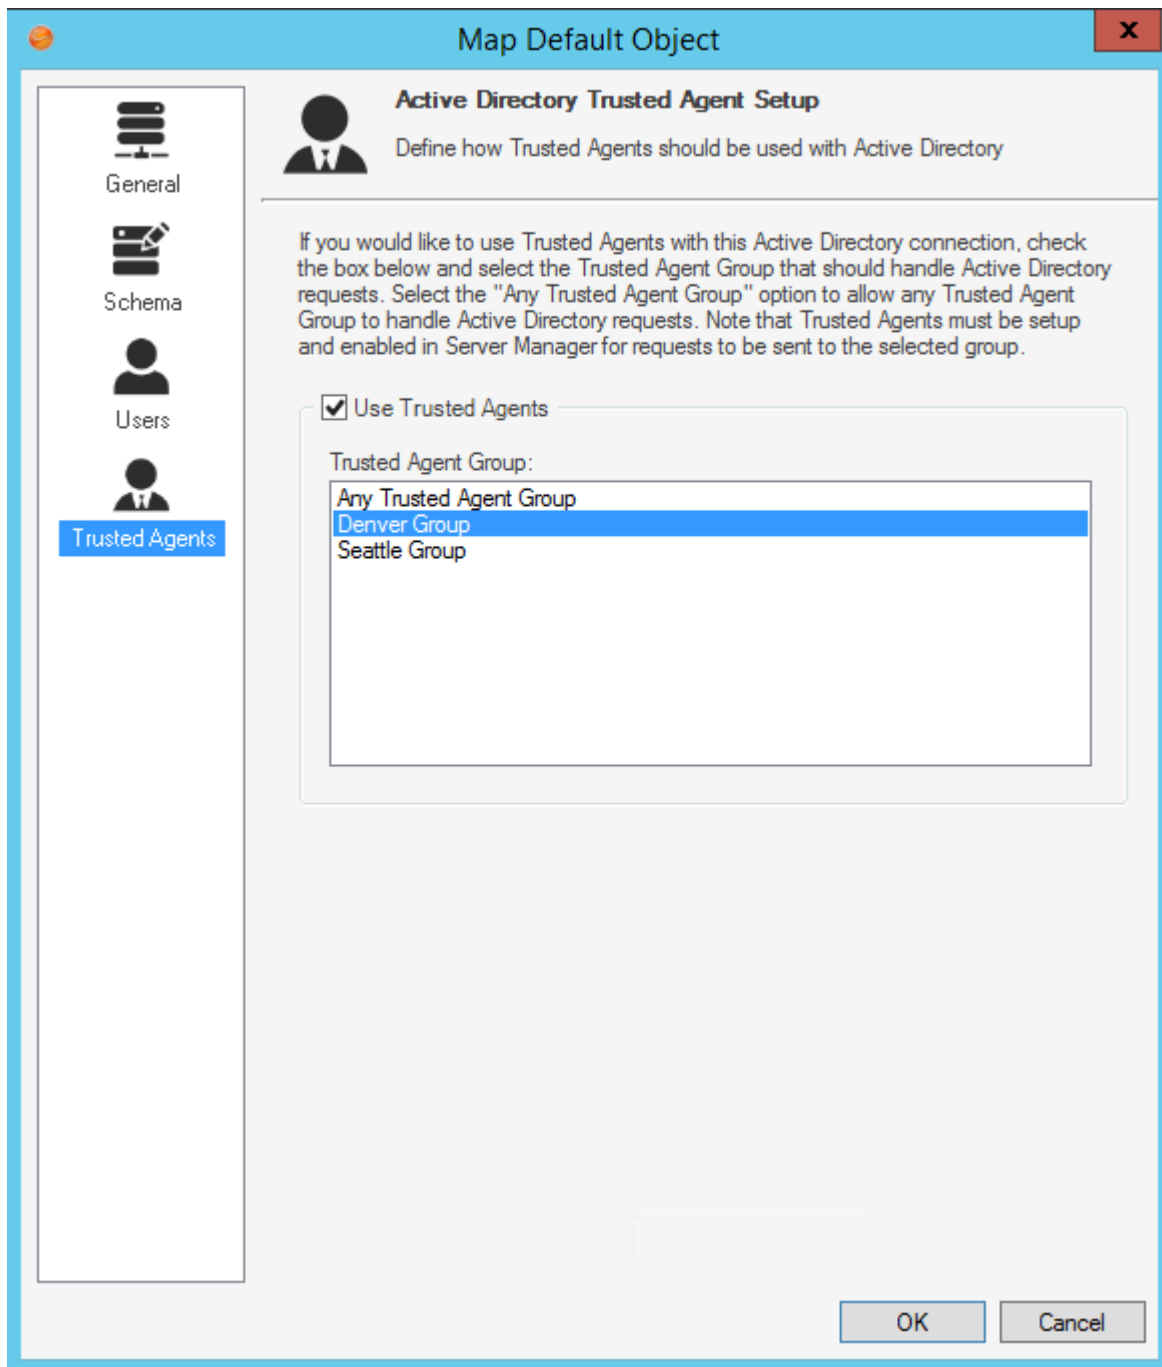 Map Default Object
x
General
Schema
Users
Trusted Agents
Active Directory Trusted Agent Setup
Define how Trusted Agents should be used with Active Directory
If you would like to use Trusted Agents with this Active Directory connection, check
the box below and select the Trusted Agent Group that should handle Active Directory
requests. Select the "Any Trusted Agent Group" option to allow any Trusted Agent
Group to handle Active Directory requests. Note that Trusted Agents must be setup
and enabled in Server Manager for requests to be sent to the selected group.
Use Trusted Agents
Trusted Agent Group:
Any Trusted Agent Group
Denver Group
Seattle Group
OK
Cancel